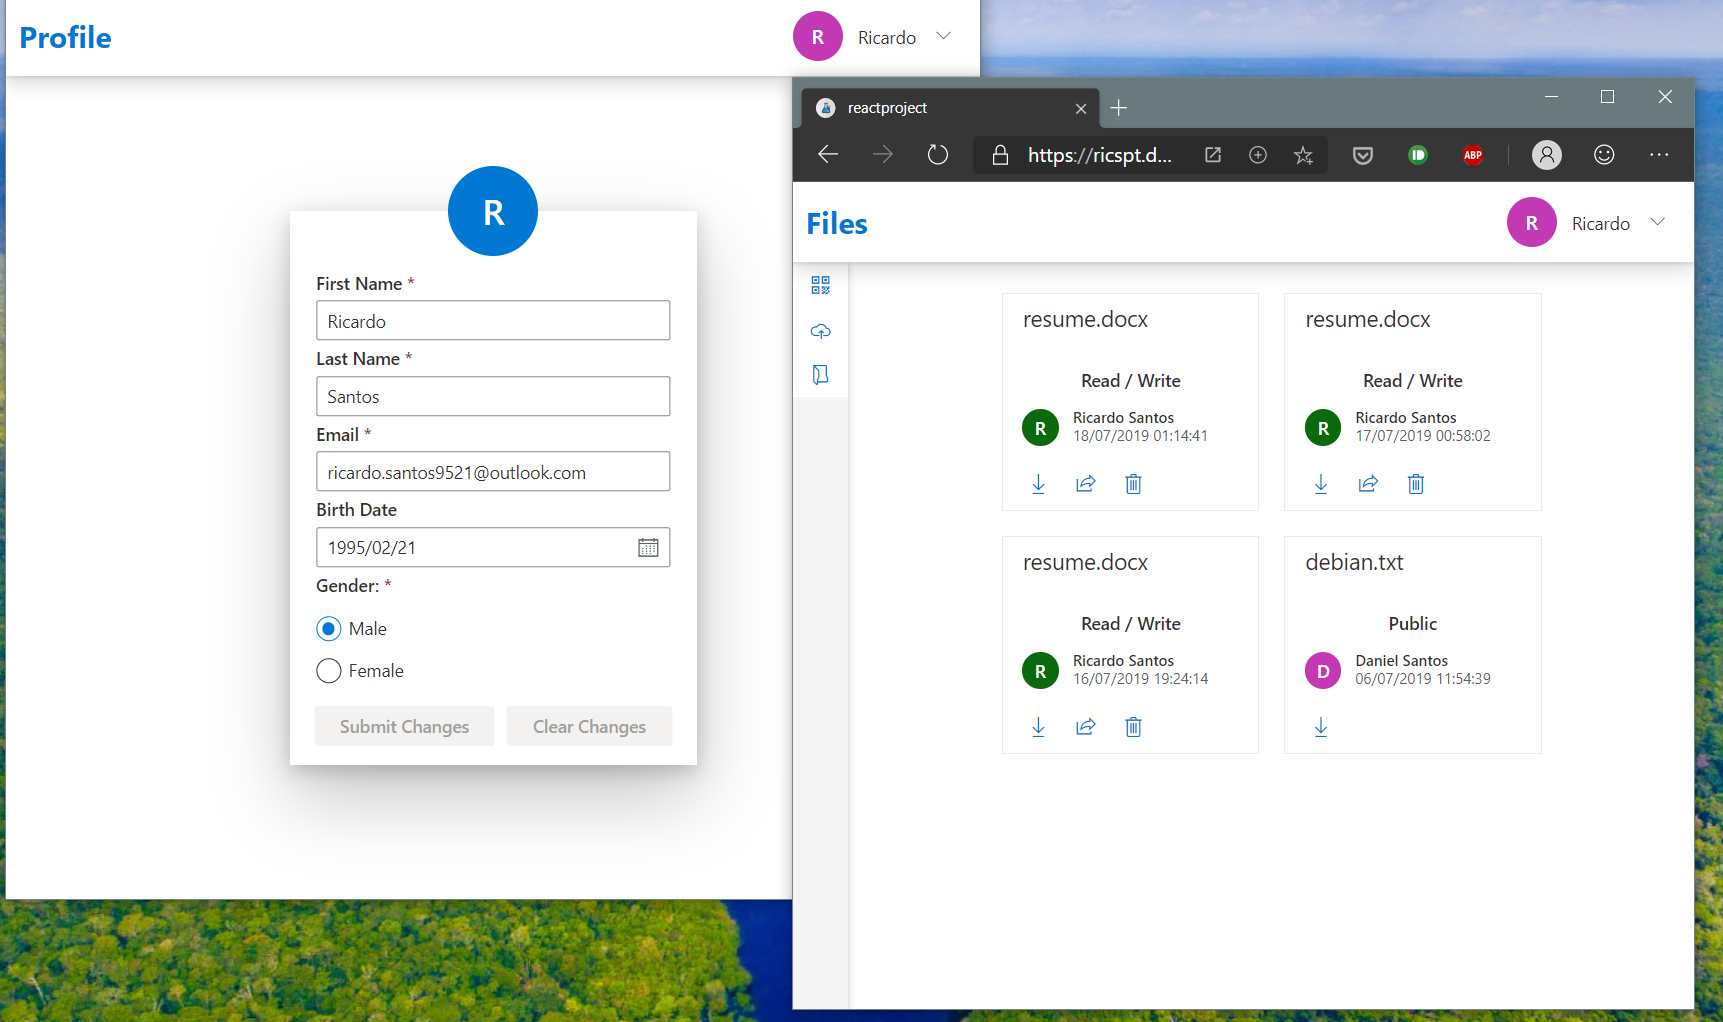 Profile
R
Ricardo
R
First Name *
Ricardo
Last Name *
Santos
Email *
ricardo.santos9521@outlook.com
Birth Date
1995/02/21
Gender: *
Male
Female
Submit Changes
Clear Changes
reactproject
https://ricspt.d...
ABP
Files
R
Ricardo
resume.docx
Read / Write
R
Ricardo Santos
18/07/2019 01:14:41
resume.docx
Read / Write
R
Ricardo Santos
17/07/2019 00:58:02
resume.docx
Read / Write
R
Ricardo Santos
16/07/2019 19:24:14
debian.txt
Public
D
Daniel Santos
06/07/2019 11:54:39